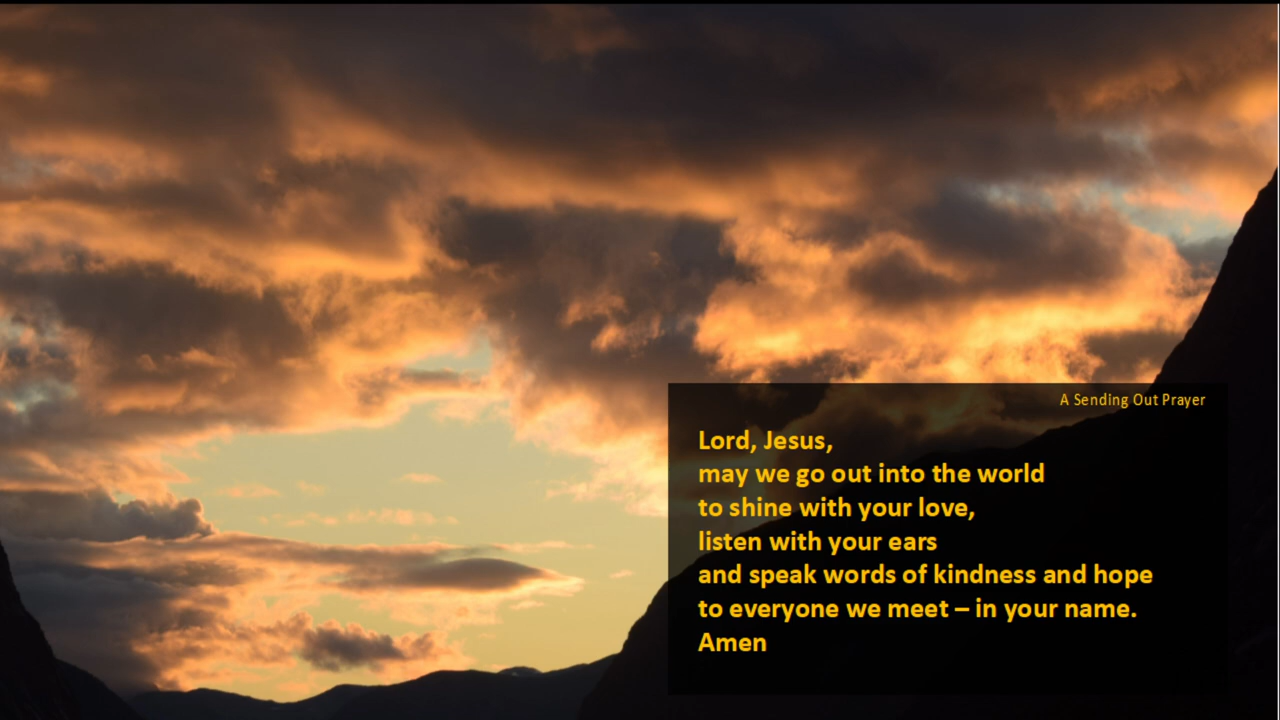 A Sending Out Prayer
Lord, Jesus,
may we go out into the world
to shine with your love,
listen with your ears
and speak words of kindness and hope
to everyone we meet – in your name.
Amen